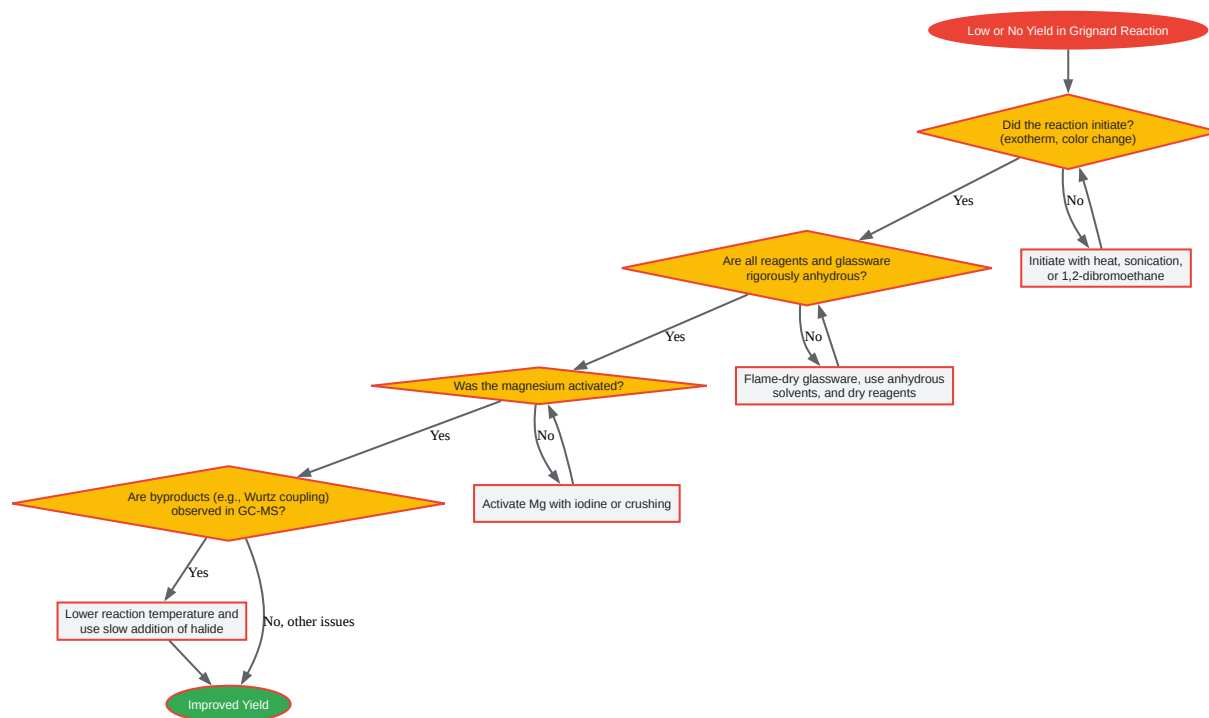 Low or No Yield in Grignard Reaction
Did the reaction initiate?
(exotherm, color change)
Yes
No
Initiate with heat, sonication,
or 1,2-dibromoethane
Are all reagents and glassware
rigorously anhydrous?
Yes
No
Flame-dry glassware, use anhydrous
solvents, and dry reagents
Was the magnesium activated?
Yes
No
Activate Mg with iodine or crushing
Are byproducts (e.g., Wurtz coupling)
observed in GC-MS?
Yes
No, other issues
Lower reaction temperature and
use slow addition of halide
Improved Yield